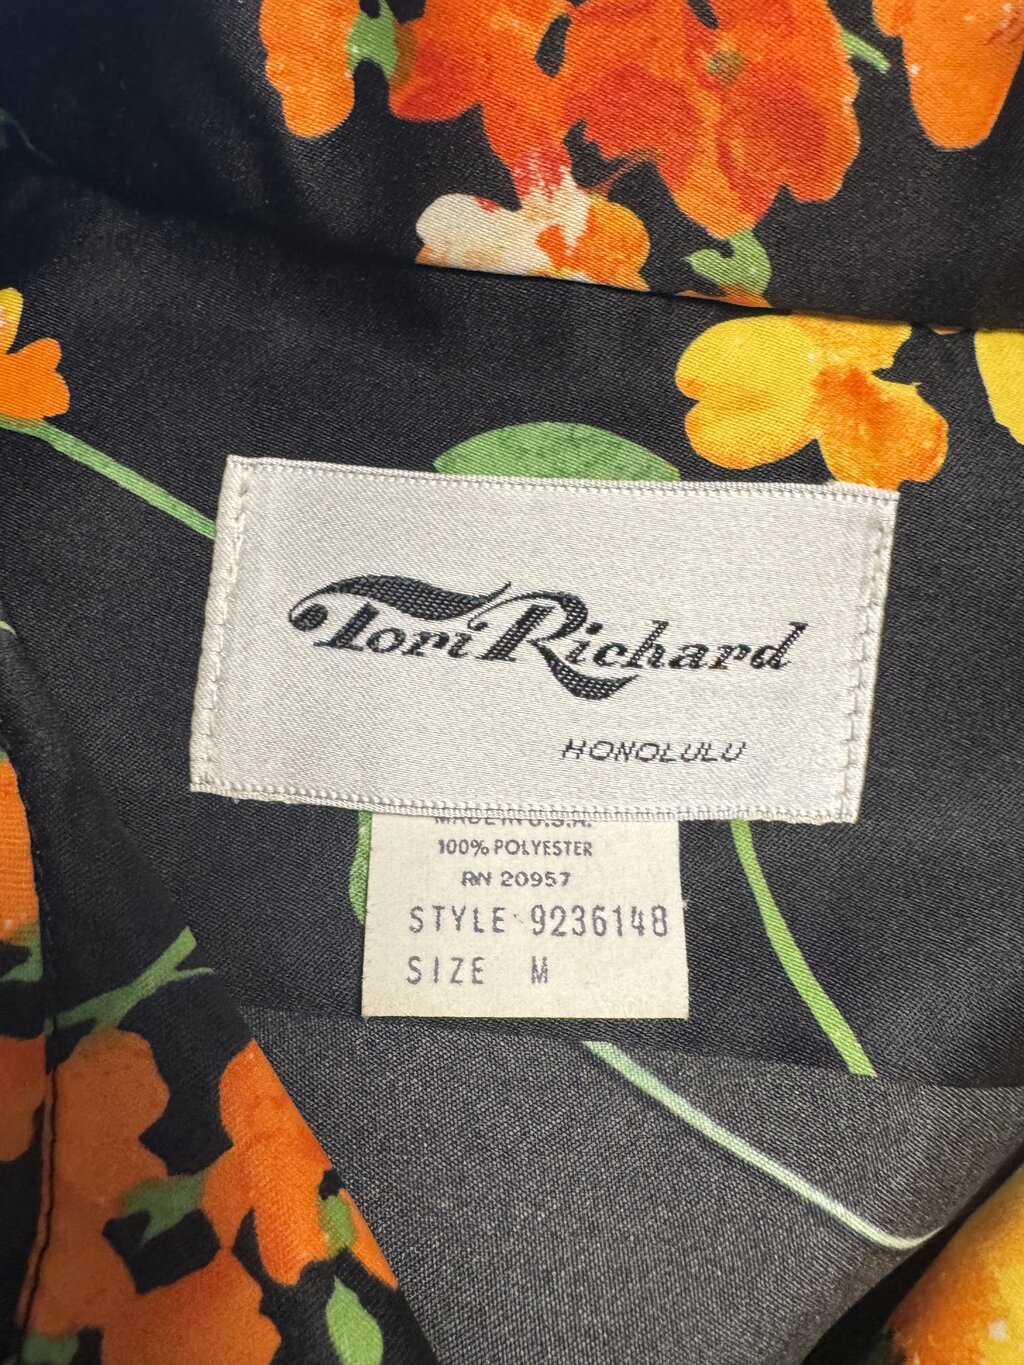 Tori Richard
HONOLULU
MADE IN U.S.A.
100% POLYESTER
RN 20957
STYLE 9236148
SIZE M